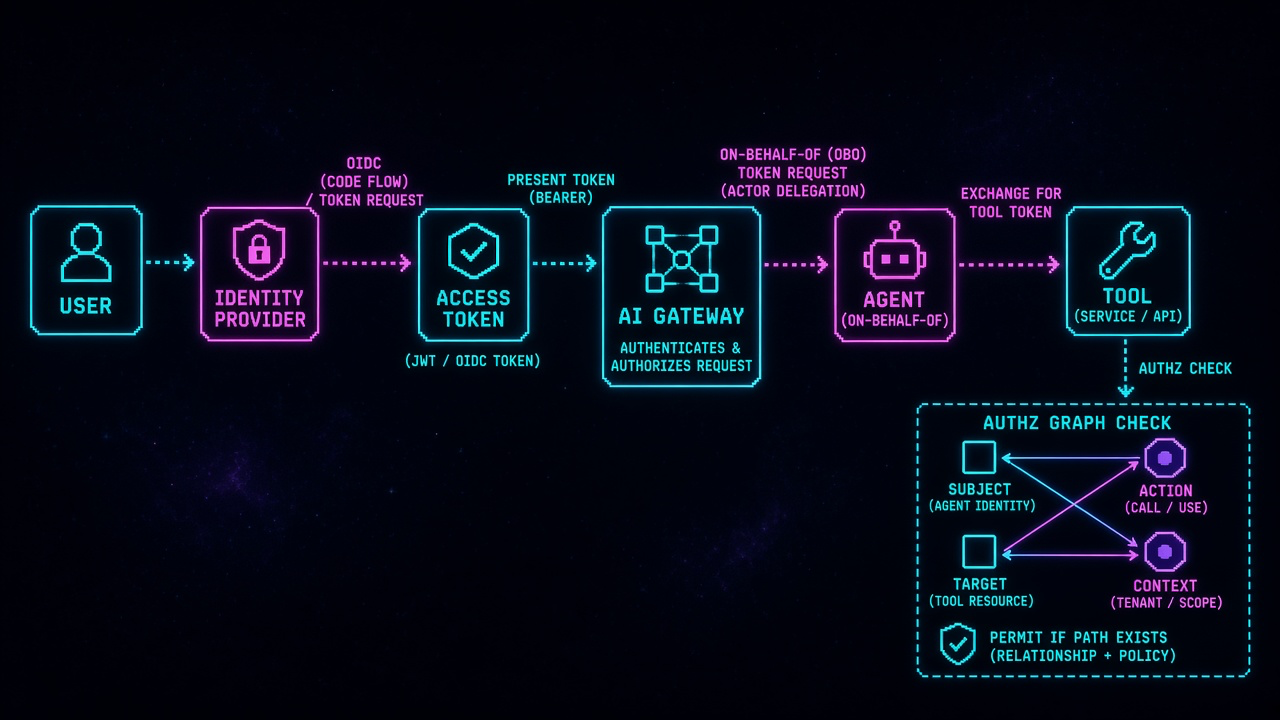 OIDC
(CODE FLOW)
/ TOKEN REQUEST
PRESENT TOKEN
(BEARER)
ON-BEHALF-OF (OBO)
TOKEN REQUEST
(ACTOR DELEGATION)
EXCHANGE FOR
TOOL TOKEN
USER
IDENTITY
PROVIDER
ACCESS
TOKEN
(JWT / OIDC TOKEN)
AI GATEWAY
AUTHENTICATES &
AUTHORIZES REQUEST
AGENT
(ON-BEHALF-OF)
TOOL
(SERVICE / API)
AUTHZ CHECK
AUTHZ GRAPH CHECK
SUBJECT
(AGENT IDENTITY)
ACTION
(CALL / USE)
TARGET
(TOOL RESOURCE)
CONTEXT
(TENANT / SCOPE)
PERMIT IF PATH EXISTS
(RELATIONSHIP + POLICY)